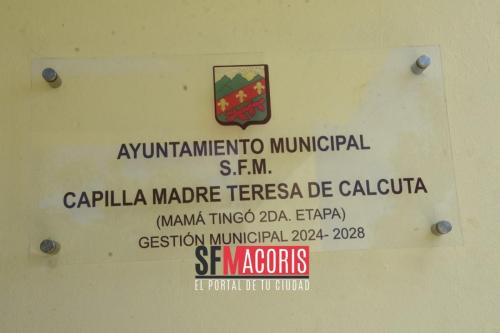 AYUNTAMIENTO MUNICIPAL
S.F.M.
CAPILLA MADRE TERESA DE CALCUTA
(MAMÁ TINGÓ 2DA. ETAPA)
GESTIÓN MUNICIPAL 2024- 2028
SFMACORIS
EL PORTAL DE TU CIUDAD